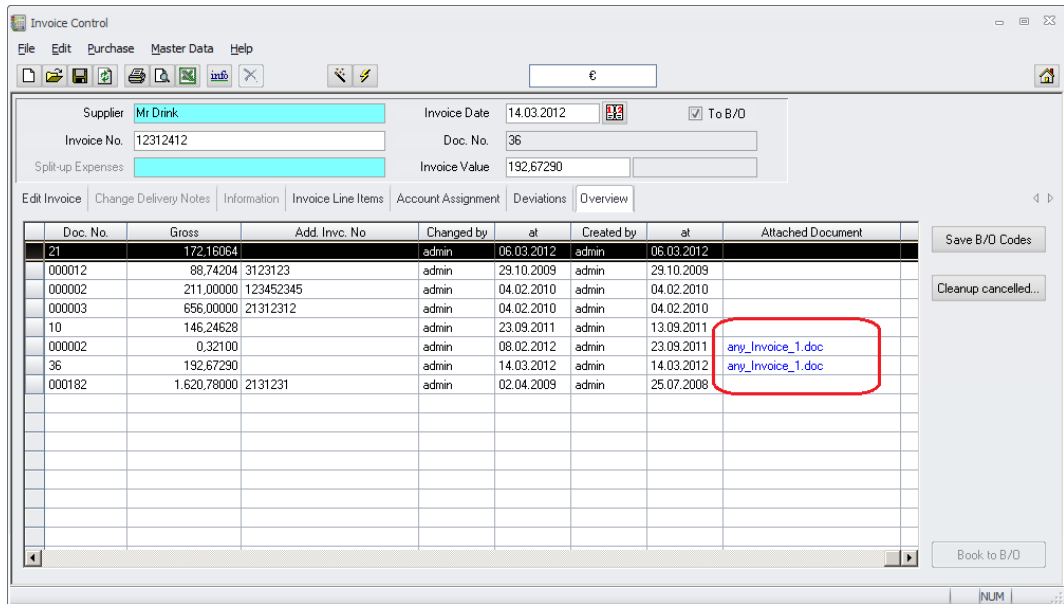 Invoice Control
File Edit Purchase Master Data Help
info €
Supplier Mr Drink Invoice Date 14.03.2012 To B/O
Invoice No. 12312412 Doc. No. 36
Split-up Expenses Invoice Value 192,67290
Edit Invoice Change Delivery Notes Information Invoice Line Items Account Assignment Deviations Overview
Doc. No. Gross Add. Invc. No Changed by at Created by at Attached Document
21 172,16064 admin 06.03.2012 admin 06.03.2012
000012 88,74204 3123123 admin 29.10.2009 admin 29.10.2009
000002 211,00000 123452345 admin 04.02.2010 admin 04.02.2010
000003 656,00000 21312312 admin 04.02.2010 admin 04.02.2010
10 146,24628 admin 23.09.2011 admin 13.09.2011
000002 0,32100 admin 08.02.2012 admin 23.09.2011 any_Invoice_1.doc
36 192,67290 admin 14.03.2012 admin 14.03.2012 any_Invoice_1.doc
000182 1.620,78000 2131231 admin 02.04.2009 admin 25.07.2008
Save B/O Codes
Cleanup cancelled...
Book to B/O
NUM